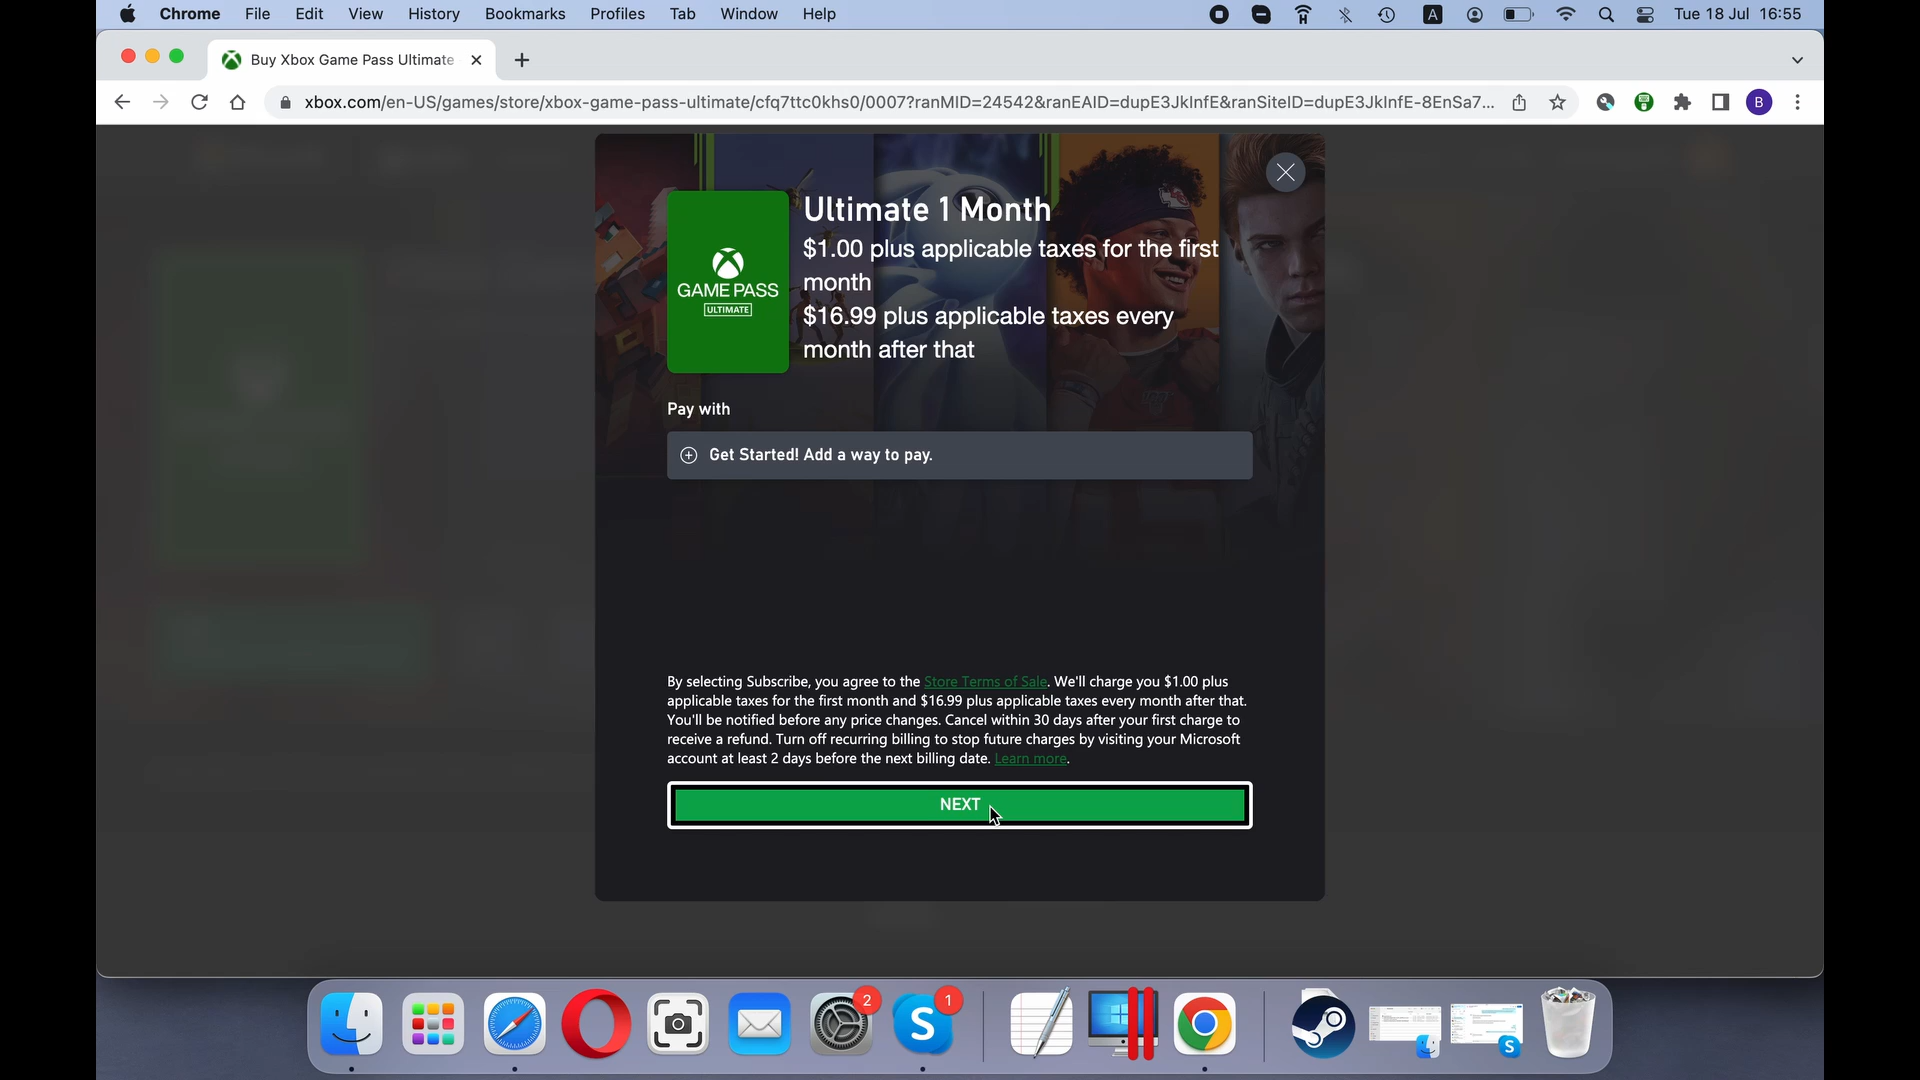 Chrome File Edit View History Bookmarks Profiles Tab Window Help A Tue 18 Jul 16:55
Buy Xbox Game Pass Ultimate
xbox.com/en-US/games/store/xbox-game-pass-ultimate/cfq7ttc0khs0/0007?ranMID=24542&ranEAID=dupE3JkInfE&ranSiteID=dupE3JkInfE-8EnSa7... B
Ultimate 1 Month
$1.00 plus applicable taxes for the first
month
$16.99 plus applicable taxes every
month after that
GAME PASS
ULTIMATE
Pay with
Get Started! Add a way to pay.
By selecting Subscribe, you agree to the Store Terms of Sale. We'll charge you $1.00 plus
applicable taxes for the first month and $16.99 plus applicable taxes every month after that.
You'll be notified before any price changes. Cancel within 30 days after your first charge to
receive a refund. Turn off recurring billing to stop future charges by visiting your Microsoft
account at least 2 days before the next billing date. Learn more.
NEXT
2
1
S
S